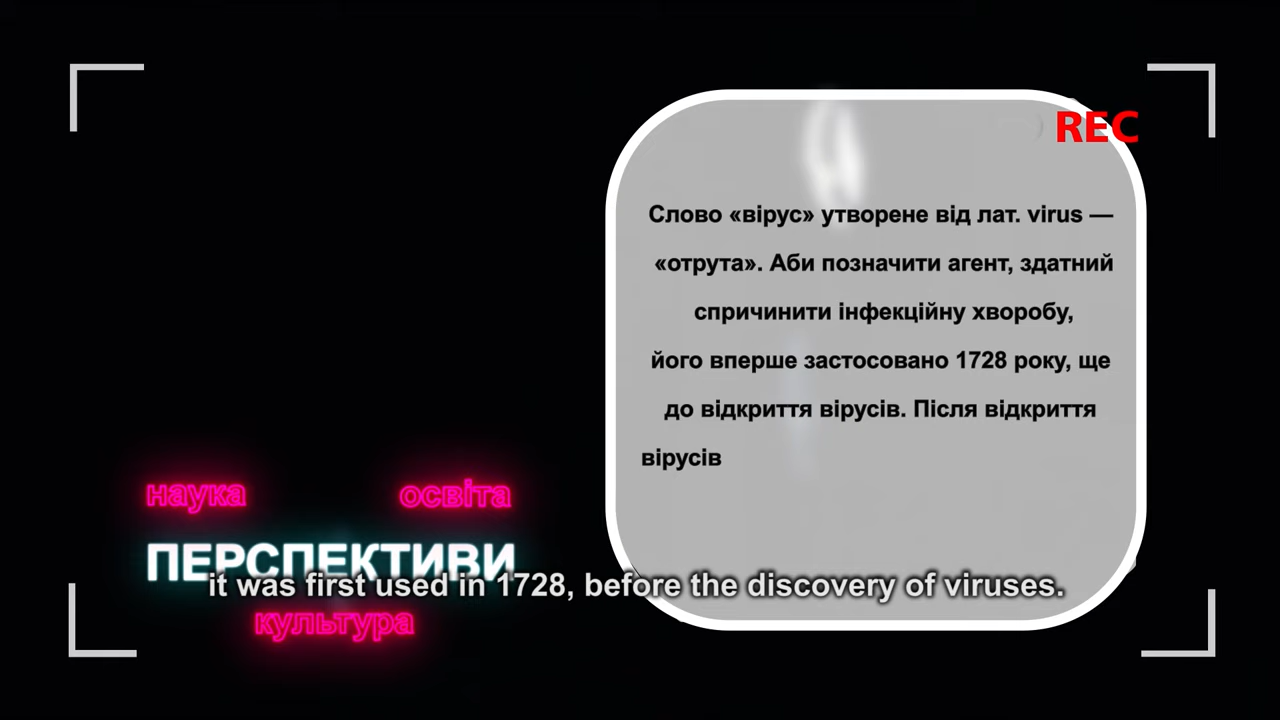 REC
Слово «вірус» утворене від лат. virus —
«отрута». Аби позначити агент, здатний
спричинити інфекційну хворобу,
його вперше застосовано 1728 року, ще
до відкриття вірусів. Після відкриття
вірусів
наука освіта
ПЕРСПЕКТИВИ
it was first used in 1728, before the discovery of viruses.
культура